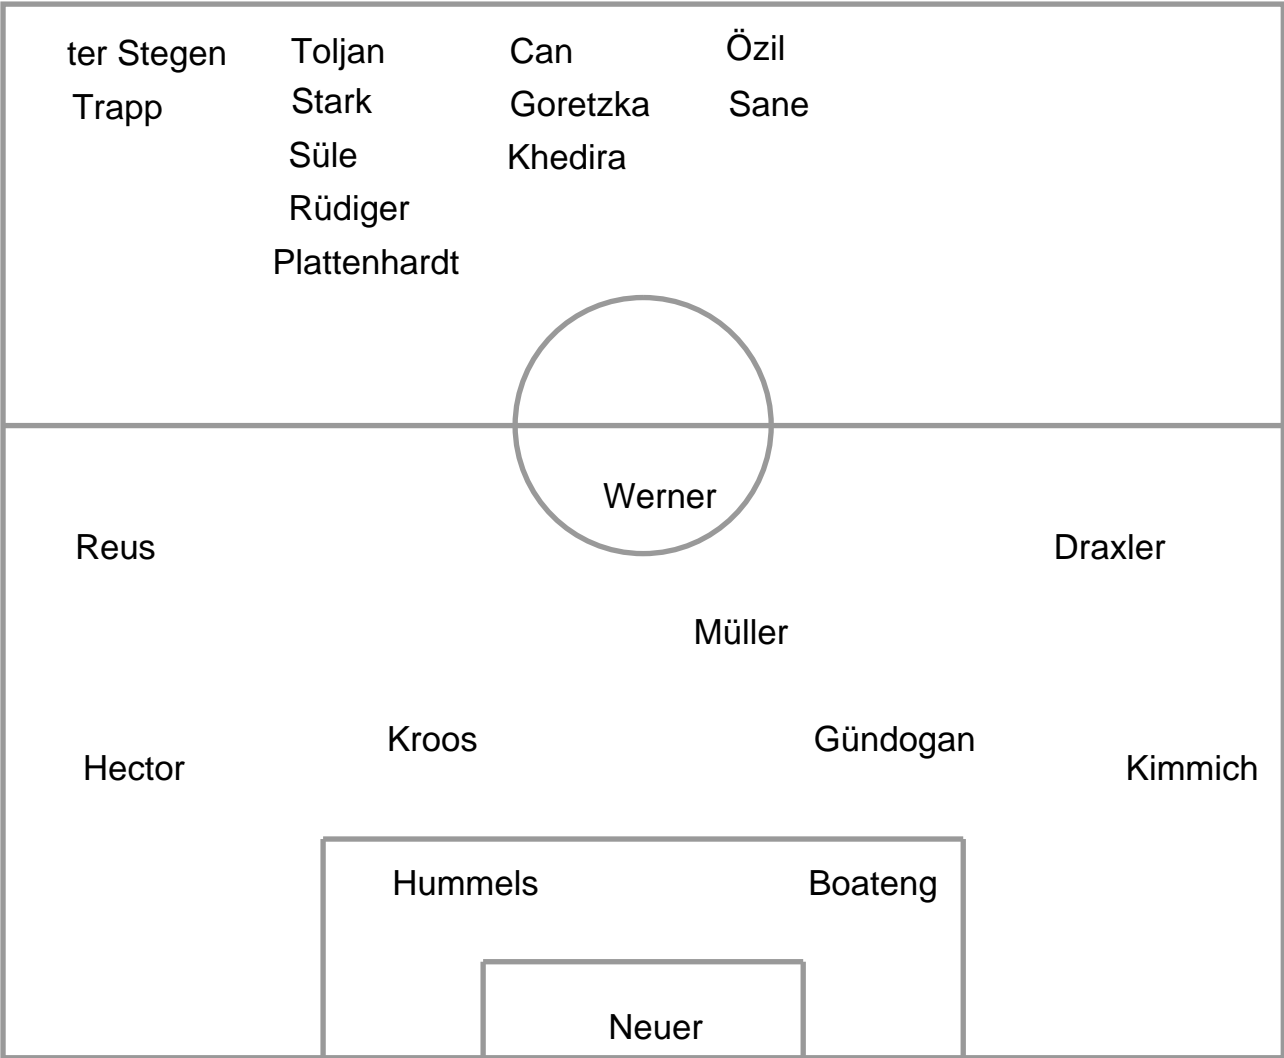 ter Stegen Toljan Can Özil
Trapp Stark Goretzka Sane
Süle Khedira
Rüdiger
Plattenhardt
Werner
Reus Draxler
Müller
Kroos Gündogan
Hector Kimmich
Hummels Boateng
Neuer